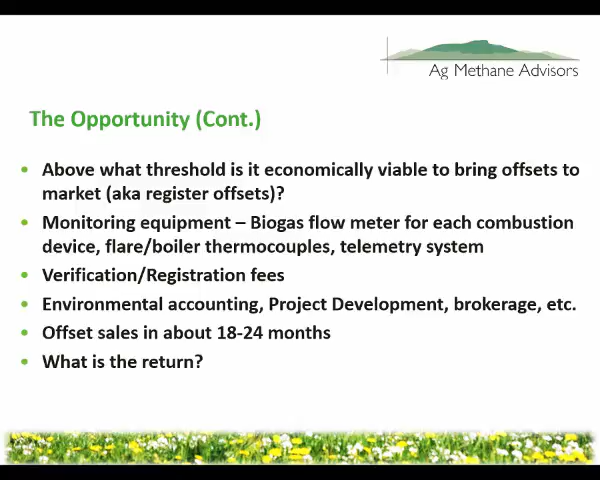 Ag Methane Advisors
The Opportunity (Cont.)
• Above what threshold is it economically viable to bring offsets to
market (aka register offsets)?
• Monitoring equipment – Biogas flow meter for each combustion
device, flare/boiler thermocouples, telemetry system
• Verification/Registration fees
• Environmental accounting, Project Development, brokerage, etc.
• Offset sales in about 18-24 months
• What is the return?